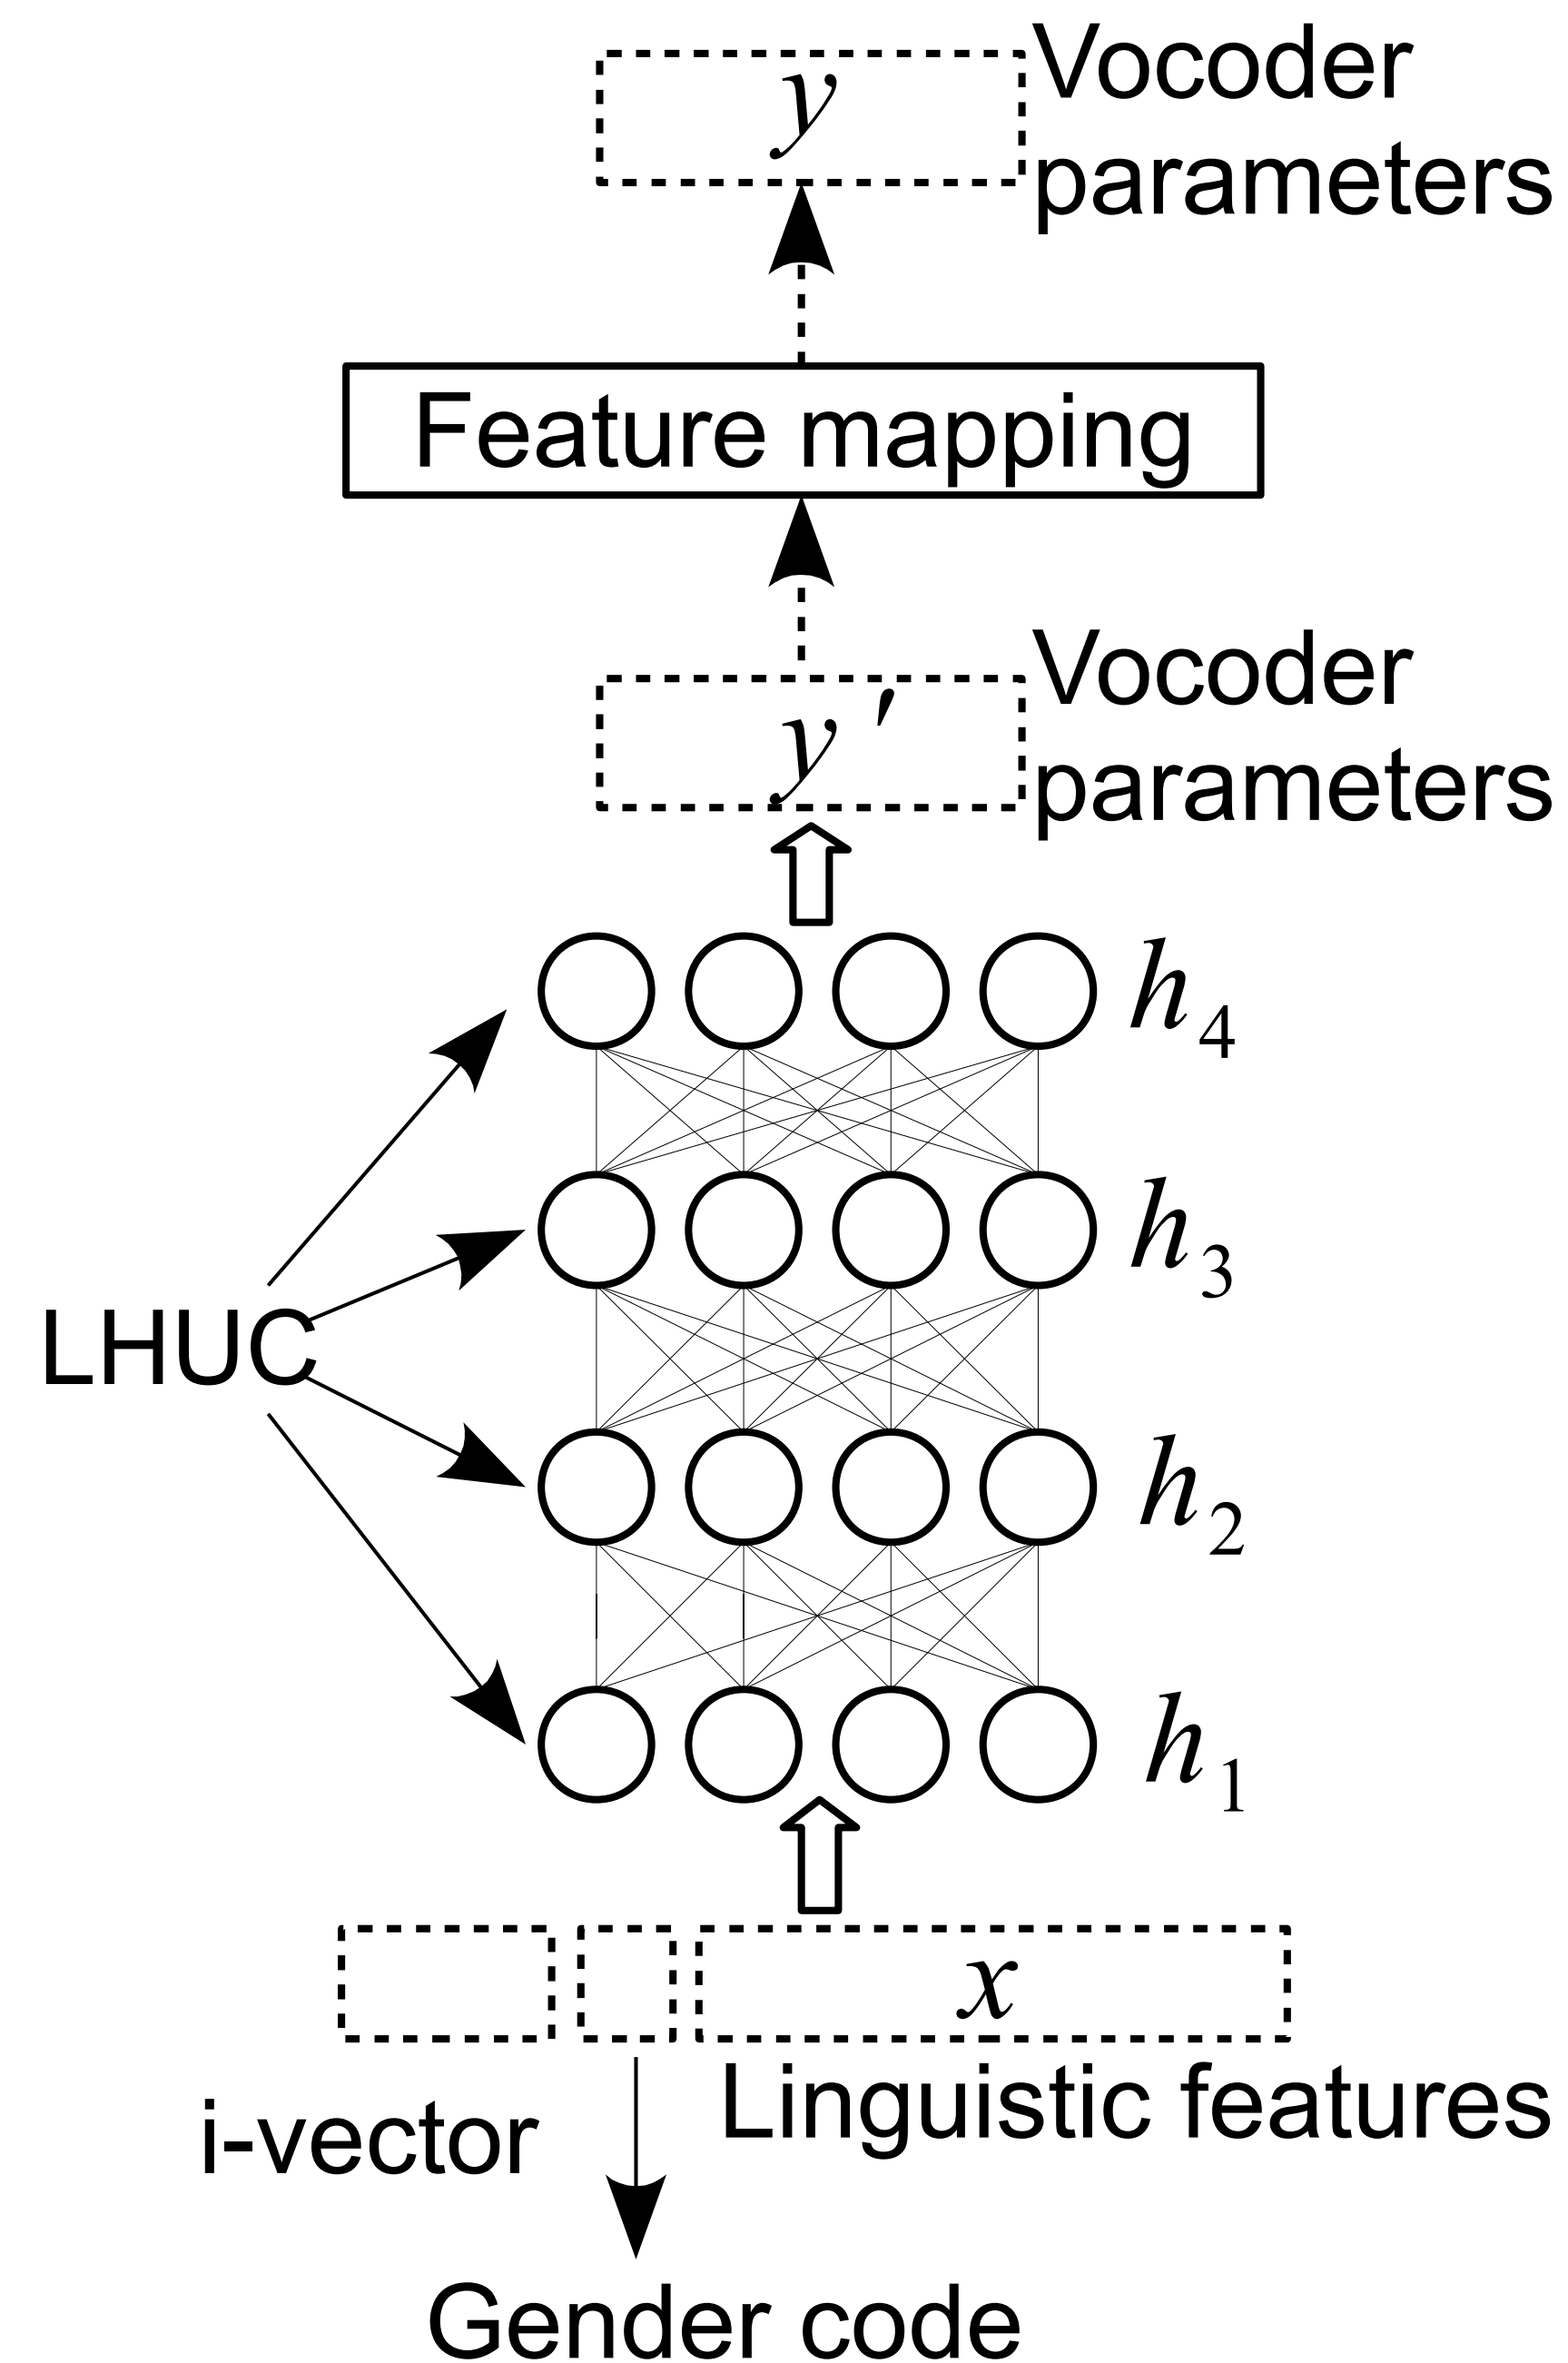 y
Vocoder
parameters
Feature mapping
y′
Vocoder
parameters
h4
h3
LHUC
h2
h1
x
Linguistic features
i-vector
Gender code